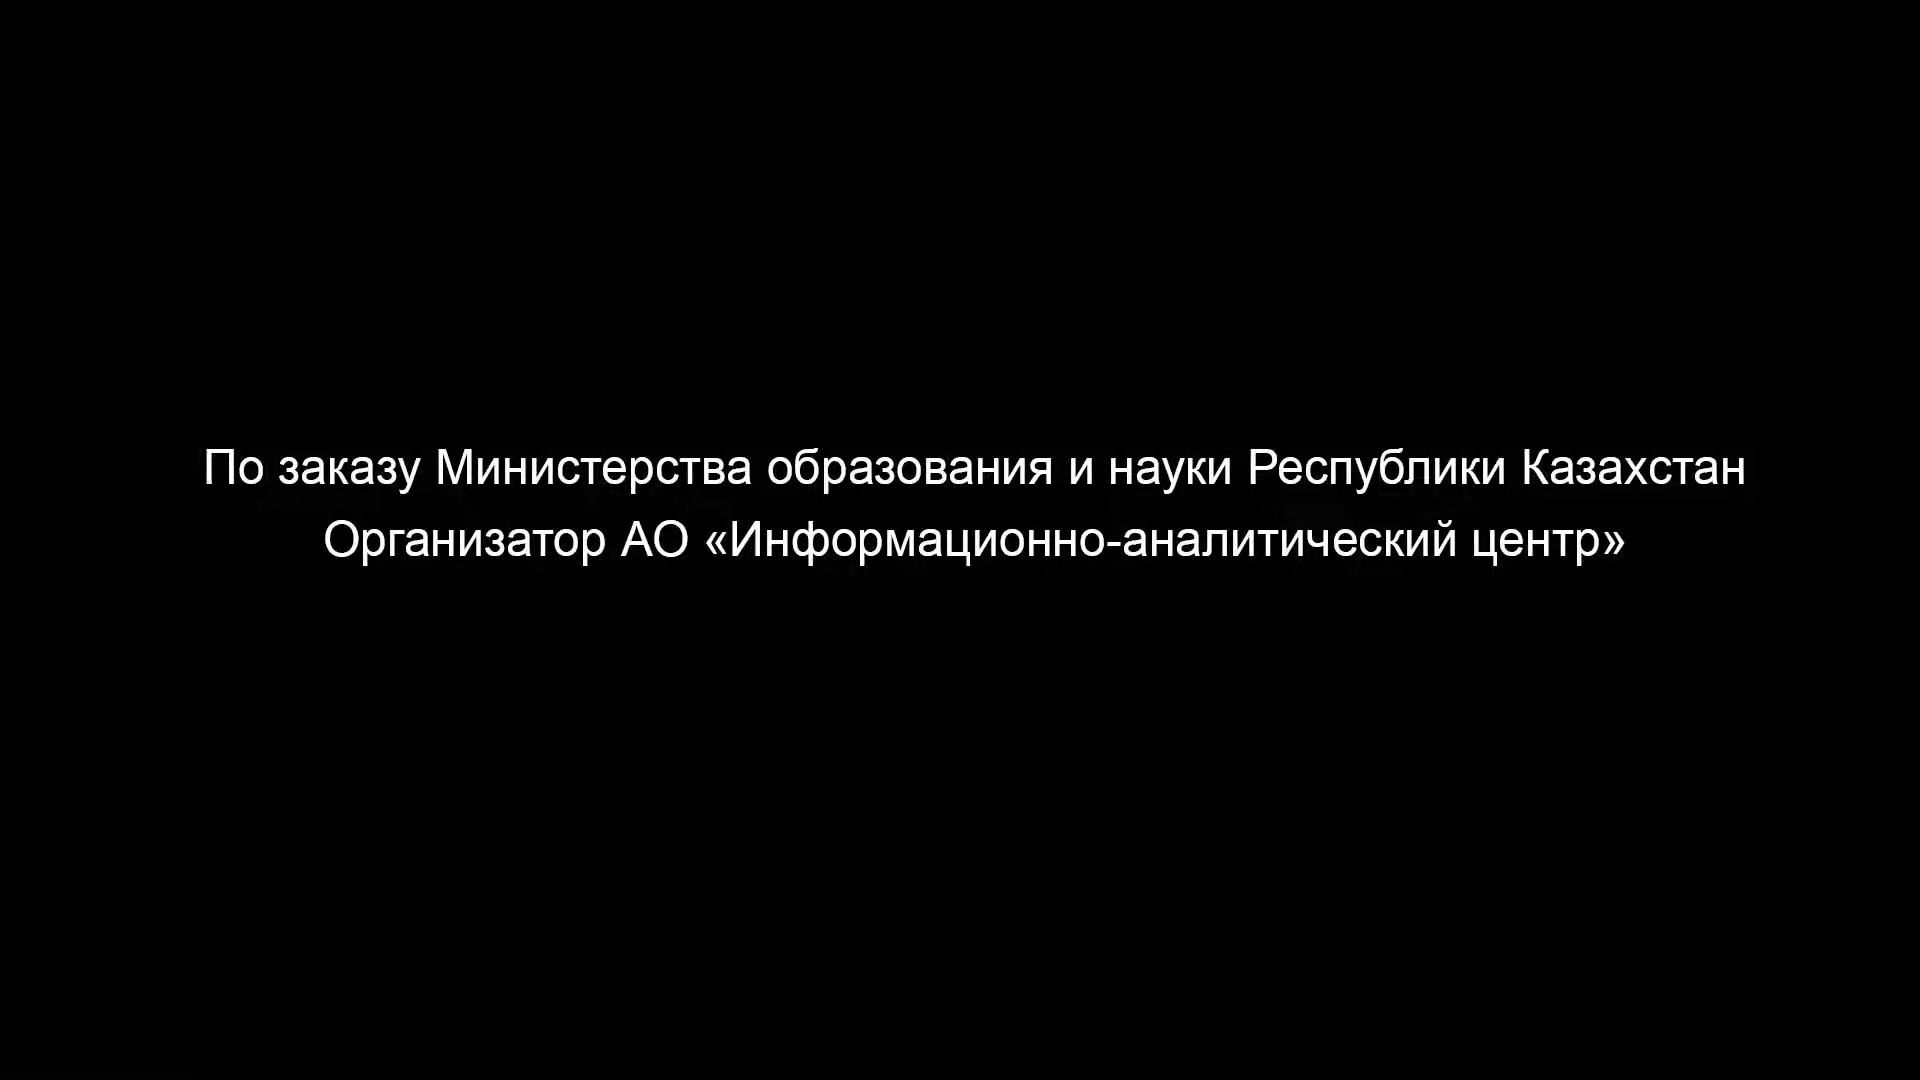 По заказу Министерства образования и науки Республики Казахстан
Организатор АО «Информационно-аналитический центр»